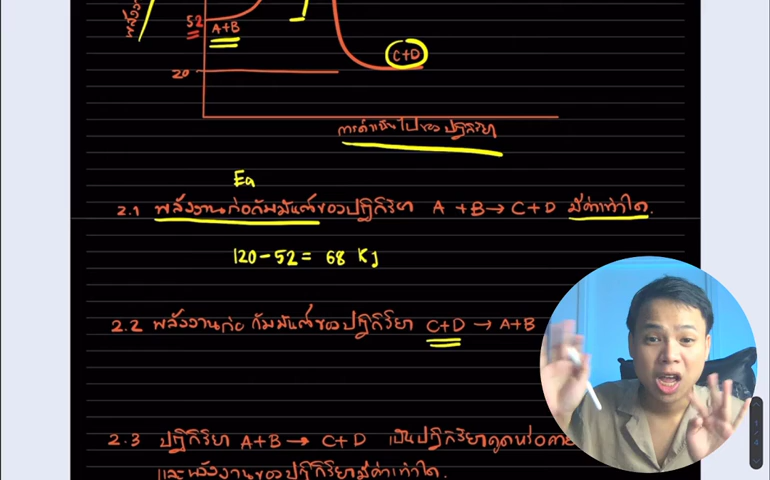 52
A+B
C+D
20
การดำเนินไปของปฏิกิริยา
Ea
2.1 พลังงานก่อกัมมันต์ของปฏิกิริยา A + B → C + D มีค่าเท่าใด.
120 - 52 = 68 KJ
2.2 พลังงานก่อกัมมันต์ของปฏิกิริยา C+D → A+B
2.3 ปฏิกิริยา A+B → C+D เป็นปฏิกิริยาดูดหรือคาย
และพลังงานของปฏิกิริยามีค่าเท่าใด.